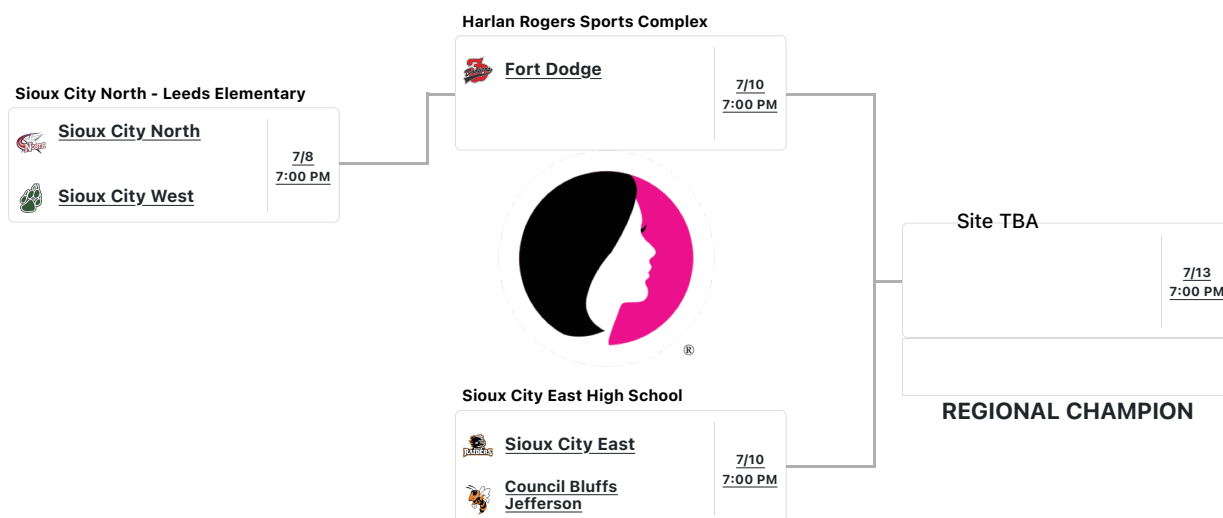 Harlan Rogers Sports Complex
Fort Dodge
7/10
7:00 PM
Sioux City North - Leeds Elementary
Sioux City North
Sioux City West
7/8
7:00 PM
North
®
Site TBA
7/13
7:00 PM
REGIONAL CHAMPION
Sioux City East High School
Sioux City East
RAIDERS
Council Bluffs
Jefferson
7/10
7:00 PM